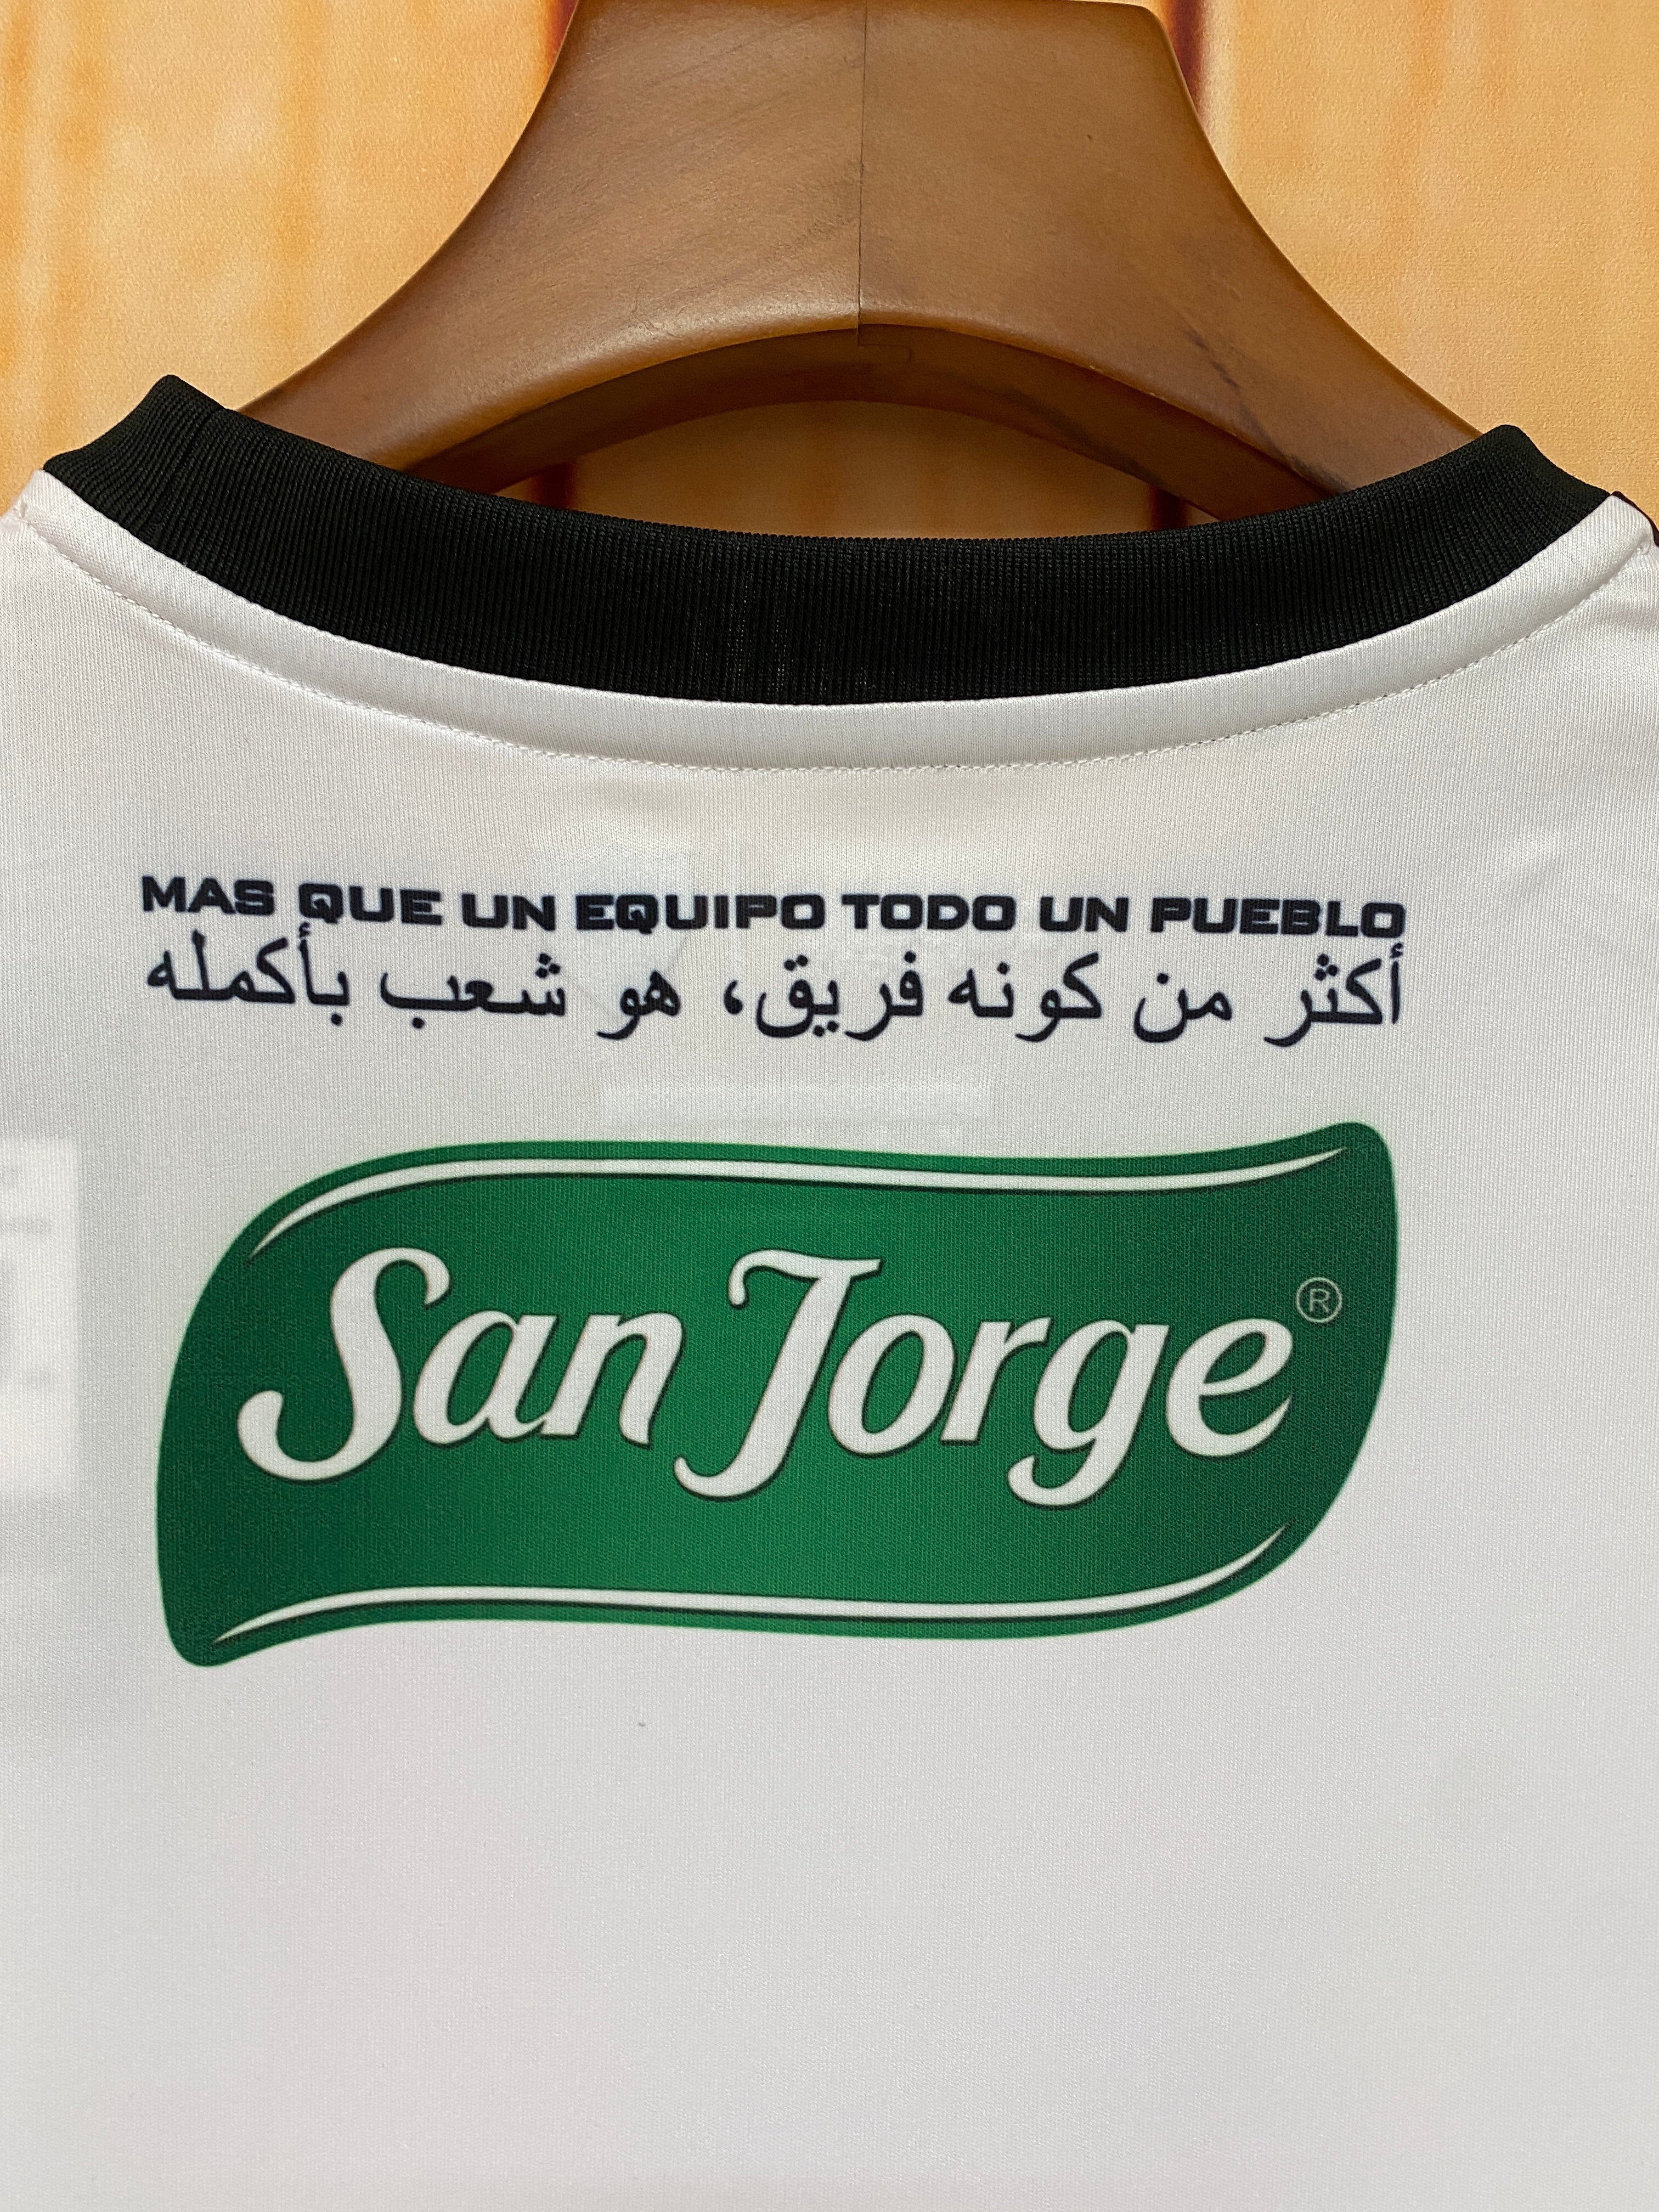 MAS QUE UN EQUIPO TODO UN PUEBLO
أكثر من كونه فريق، هو شعب بأكمله
San Jorge®